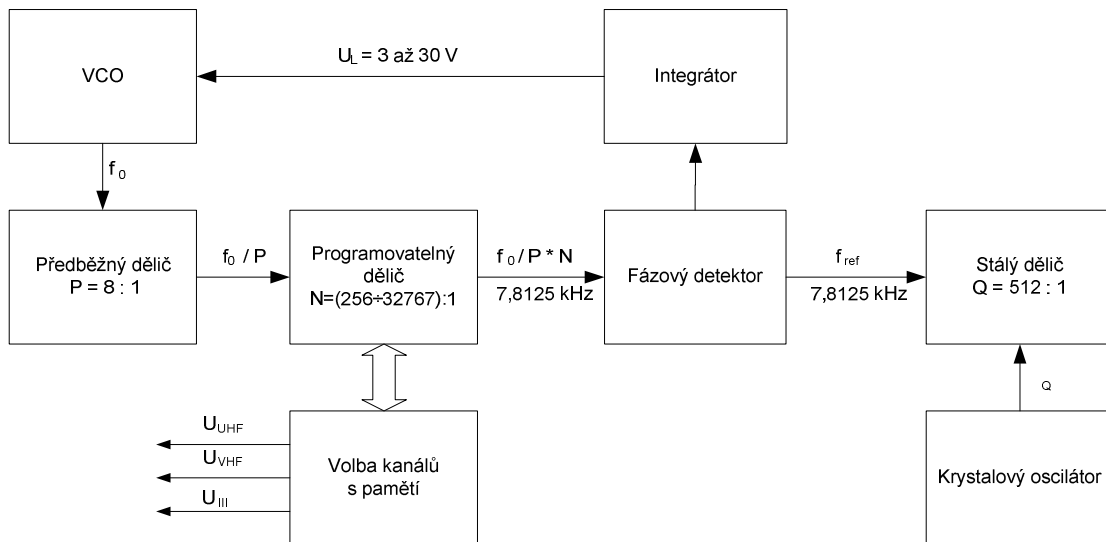 VCO
U_L = 3 až 30 V
Integrátor
f_0
Předběžný dělič
P = 8 : 1
f_0 / P
Programovatelný
dělič
N=(256÷32767):1
f_0 / P * N
7,8125 kHz
Fázový detektor
f_ref
7,8125 kHz
Stálý dělič
Q = 512 : 1
Q
U_UHF
U_VHF
U_III
Volba kanálů
s pamětí
Krystalový oscilátor